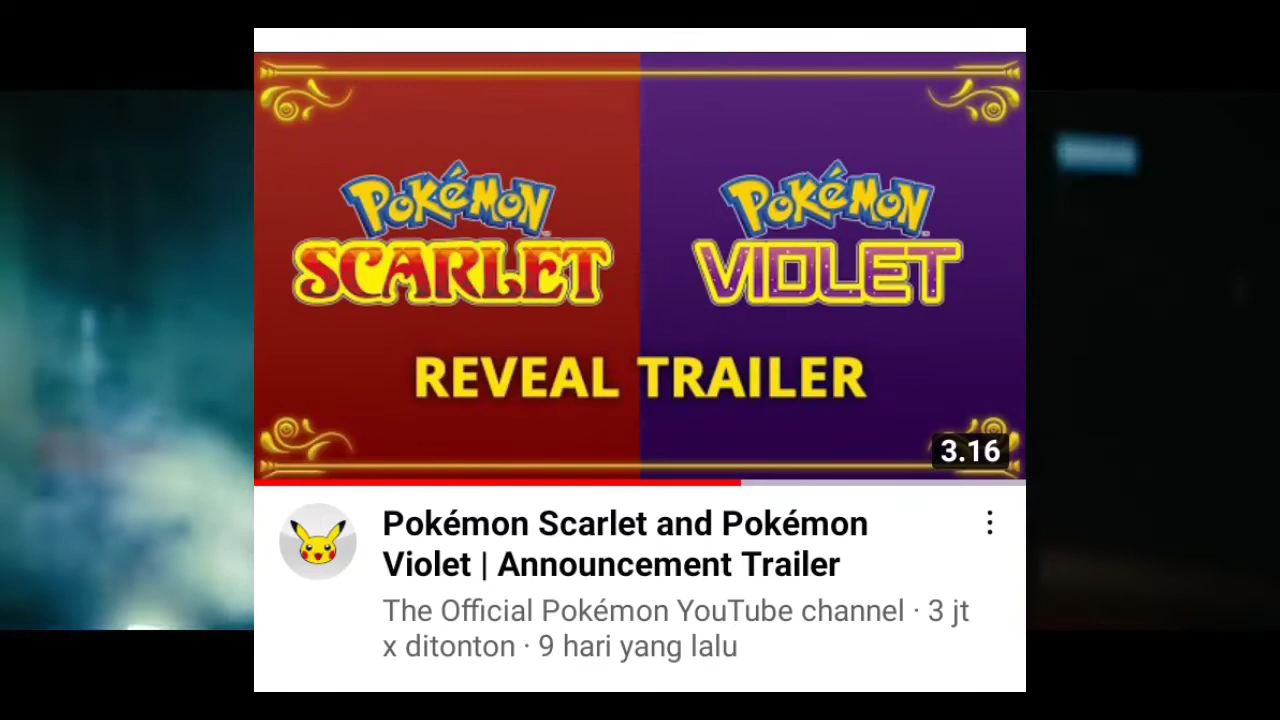 POKéMON POKéMON
SCARLET VIOLET
REVEAL TRAILER
3.16
Pokémon Scarlet and Pokémon
Violet | Announcement Trailer
The Official Pokémon YouTube channel · 3 jt
x ditonton · 9 hari yang lalu